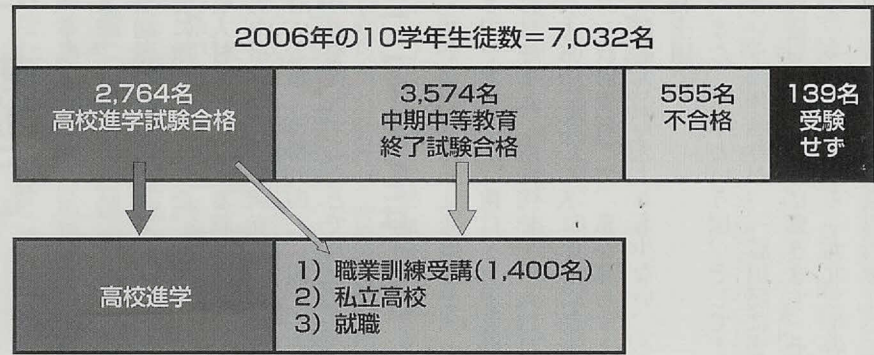 2006年の10学年生徒数＝7,032名
2,764名
高校進学試験合格
3,574名
中期中等教育
終了試験合格
555名
不合格
139名
受験
せず
高校進学
1）職業訓練受講（1,400名）
2）私立高校
3）就職